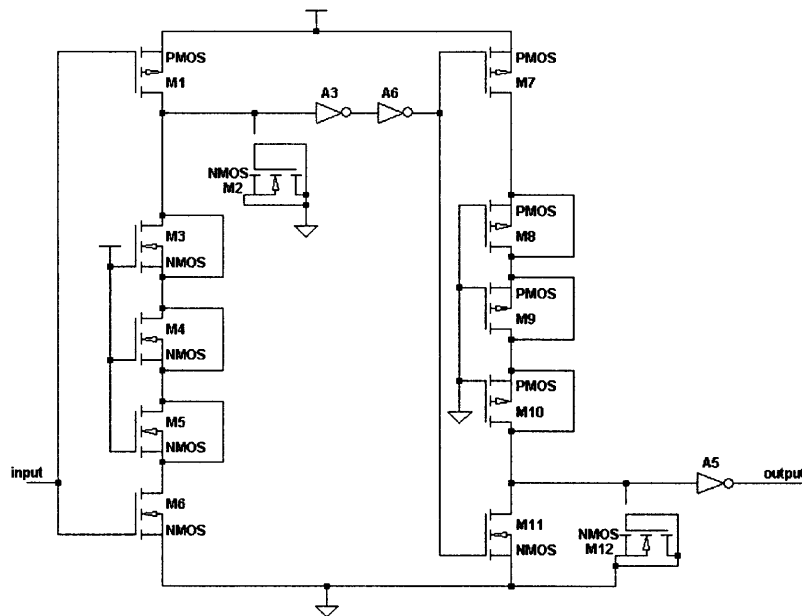 PMOS
M1
A3
A6
PMOS
M7
NMOS
M2
M3
NMOS
PMOS
M8
M4
NMOS
PMOS
M9
M5
NMOS
PMOS
M10
input
M6
NMOS
A5
output
M11
NMOS
NMOS
M12